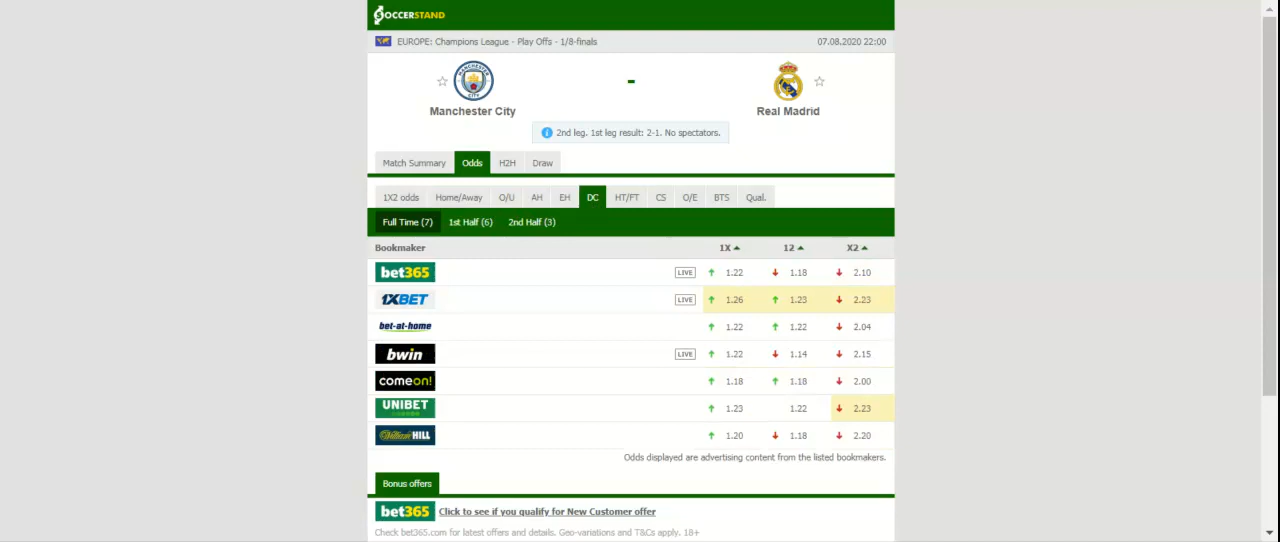 SOCCERSTAND
EUROPE: Champions League - Play Offs - 1/8-finals 07.08.2020 22:00
MANCHESTER
CITY
-
Manchester City Real Madrid
2nd leg. 1st leg result: 2-1. No spectators.
Match Summary Odds H2H Draw
1X2 odds Home/Away O/U AH EH DC HT/FT CS O/E BTS Qual.
Full Time (7) 1st Half (6) 2nd Half (3)
Bookmaker 1X 12 X2
bet365 LIVE 1.22 1.18 2.10
1XBET LIVE 1.26 1.23 2.23
bet-at-home 1.22 1.22 2.04
bwin LIVE 1.22 1.14 2.15
comeon! 1.18 1.18 2.00
UNIBET 1.23 1.22 2.23
William HILL 1.20 1.18 2.20
Odds displayed are advertising content from the listed bookmakers.
Bonus offers
bet365 Click to see if you qualify for New Customer offer
Check bet365.com for latest offers and details. Geo-variations and T&Cs apply. 18+